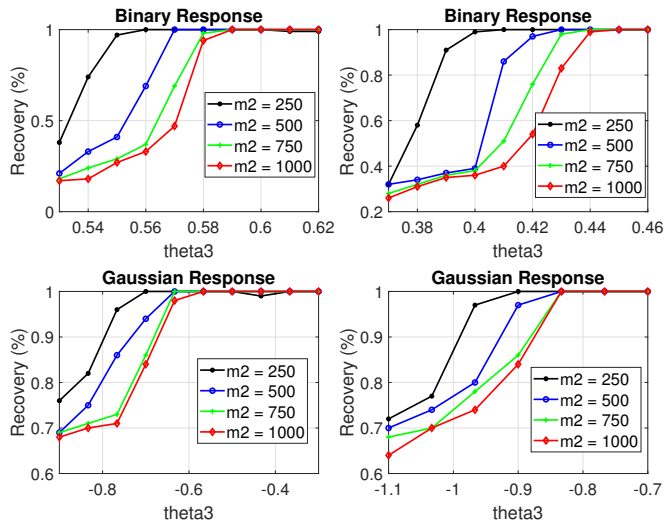 Binary Response
Recovery (%)
1
0.5
0
0.54
0.56
0.58
0.6
0.62
theta3
m2 = 250
m2 = 500
m2 = 750
m2 = 1000
Binary Response
Recovery (%)
1
0.8
0.6
0.4
0.2
0.38
0.4
0.42
0.44
0.46
theta3
m2 = 250
m2 = 500
m2 = 750
m2 = 1000
Gaussian Response
Recovery (%)
1
0.9
0.8
0.7
0.6
-0.8
-0.6
-0.4
theta3
m2 = 250
m2 = 500
m2 = 750
m2 = 1000
Gaussian Response
Recovery (%)
1
0.9
0.8
0.7
0.6
-1.1
-1
-0.9
-0.8
-0.7
theta3
m2 = 250
m2 = 500
m2 = 750
m2 = 1000